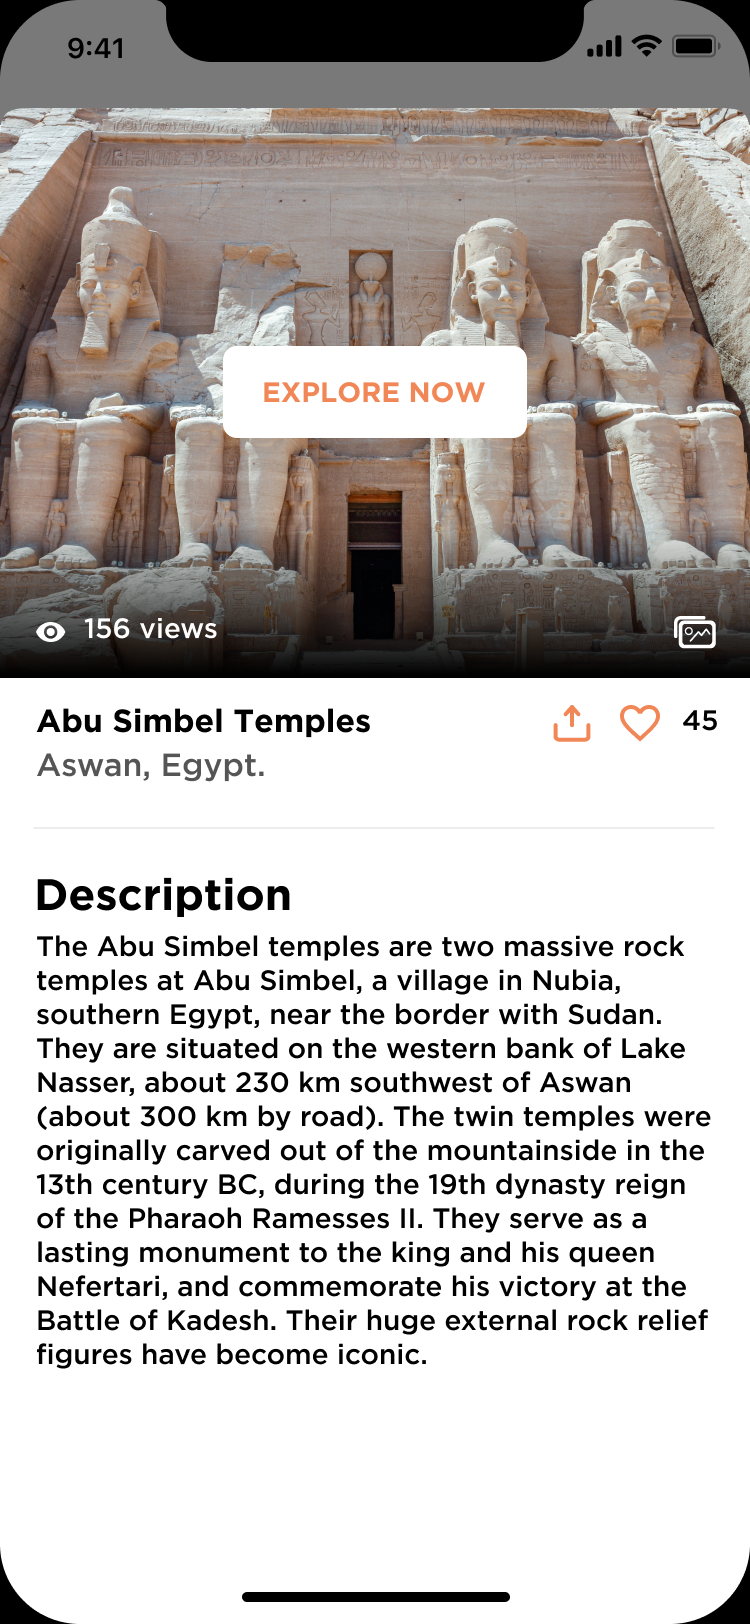 9:41
EXPLORE NOW
156 views
Abu Simbel Temples
45
Aswan, Egypt.
Description
The Abu Simbel temples are two massive rock
temples at Abu Simbel, a village in Nubia,
southern Egypt, near the border with Sudan.
They are situated on the western bank of Lake
Nasser, about 230 km southwest of Aswan
(about 300 km by road). The twin temples were
originally carved out of the mountainside in the
13th century BC, during the 19th dynasty reign
of the Pharaoh Ramesses II. They serve as a
lasting monument to the king and his queen
Nefertari, and commemorate his victory at the
Battle of Kadesh. Their huge external rock relief
figures have become iconic.